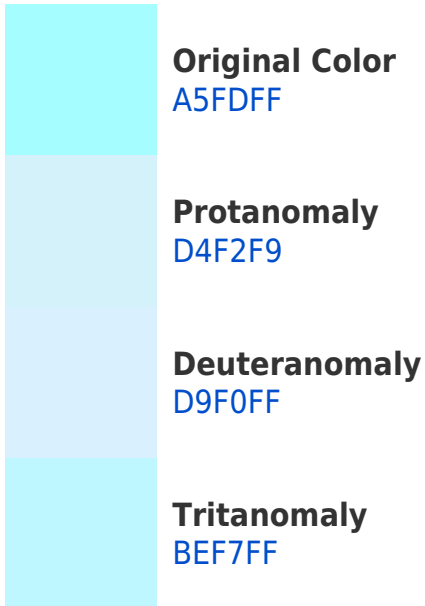 Original Color
A5FDFF
Protanomaly
D4F2F9
Deuteranomaly
D9F0FF
Tritanomaly
BEF7FF